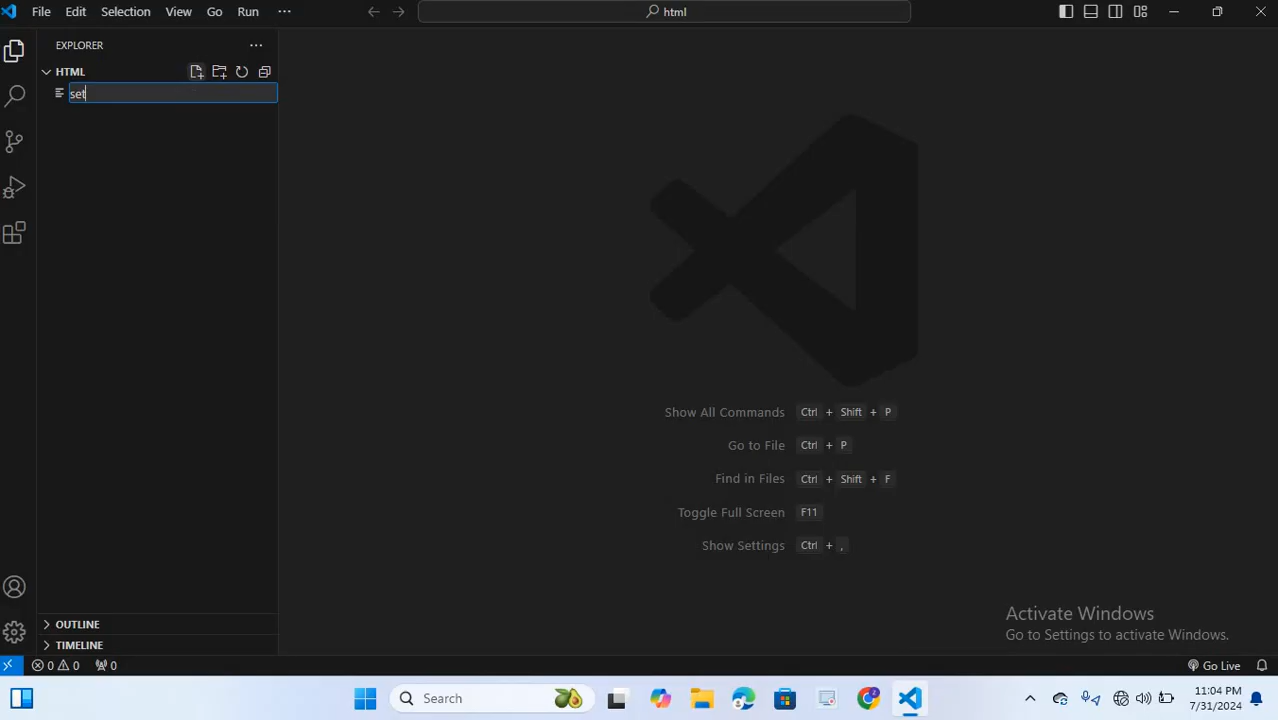 File Edit Selection View Go Run ··· html
EXPLORER ···
HTML
set
Show All Commands Ctrl + Shift + P
Go to File Ctrl + P
Find in Files Ctrl + Shift + F
Toggle Full Screen F11
Show Settings Ctrl + ,
Activate Windows
Go to Settings to activate Windows.
OUTLINE
TIMELINE
0 0 0 Go Live
Search 2 11:04 PM
7/31/2024